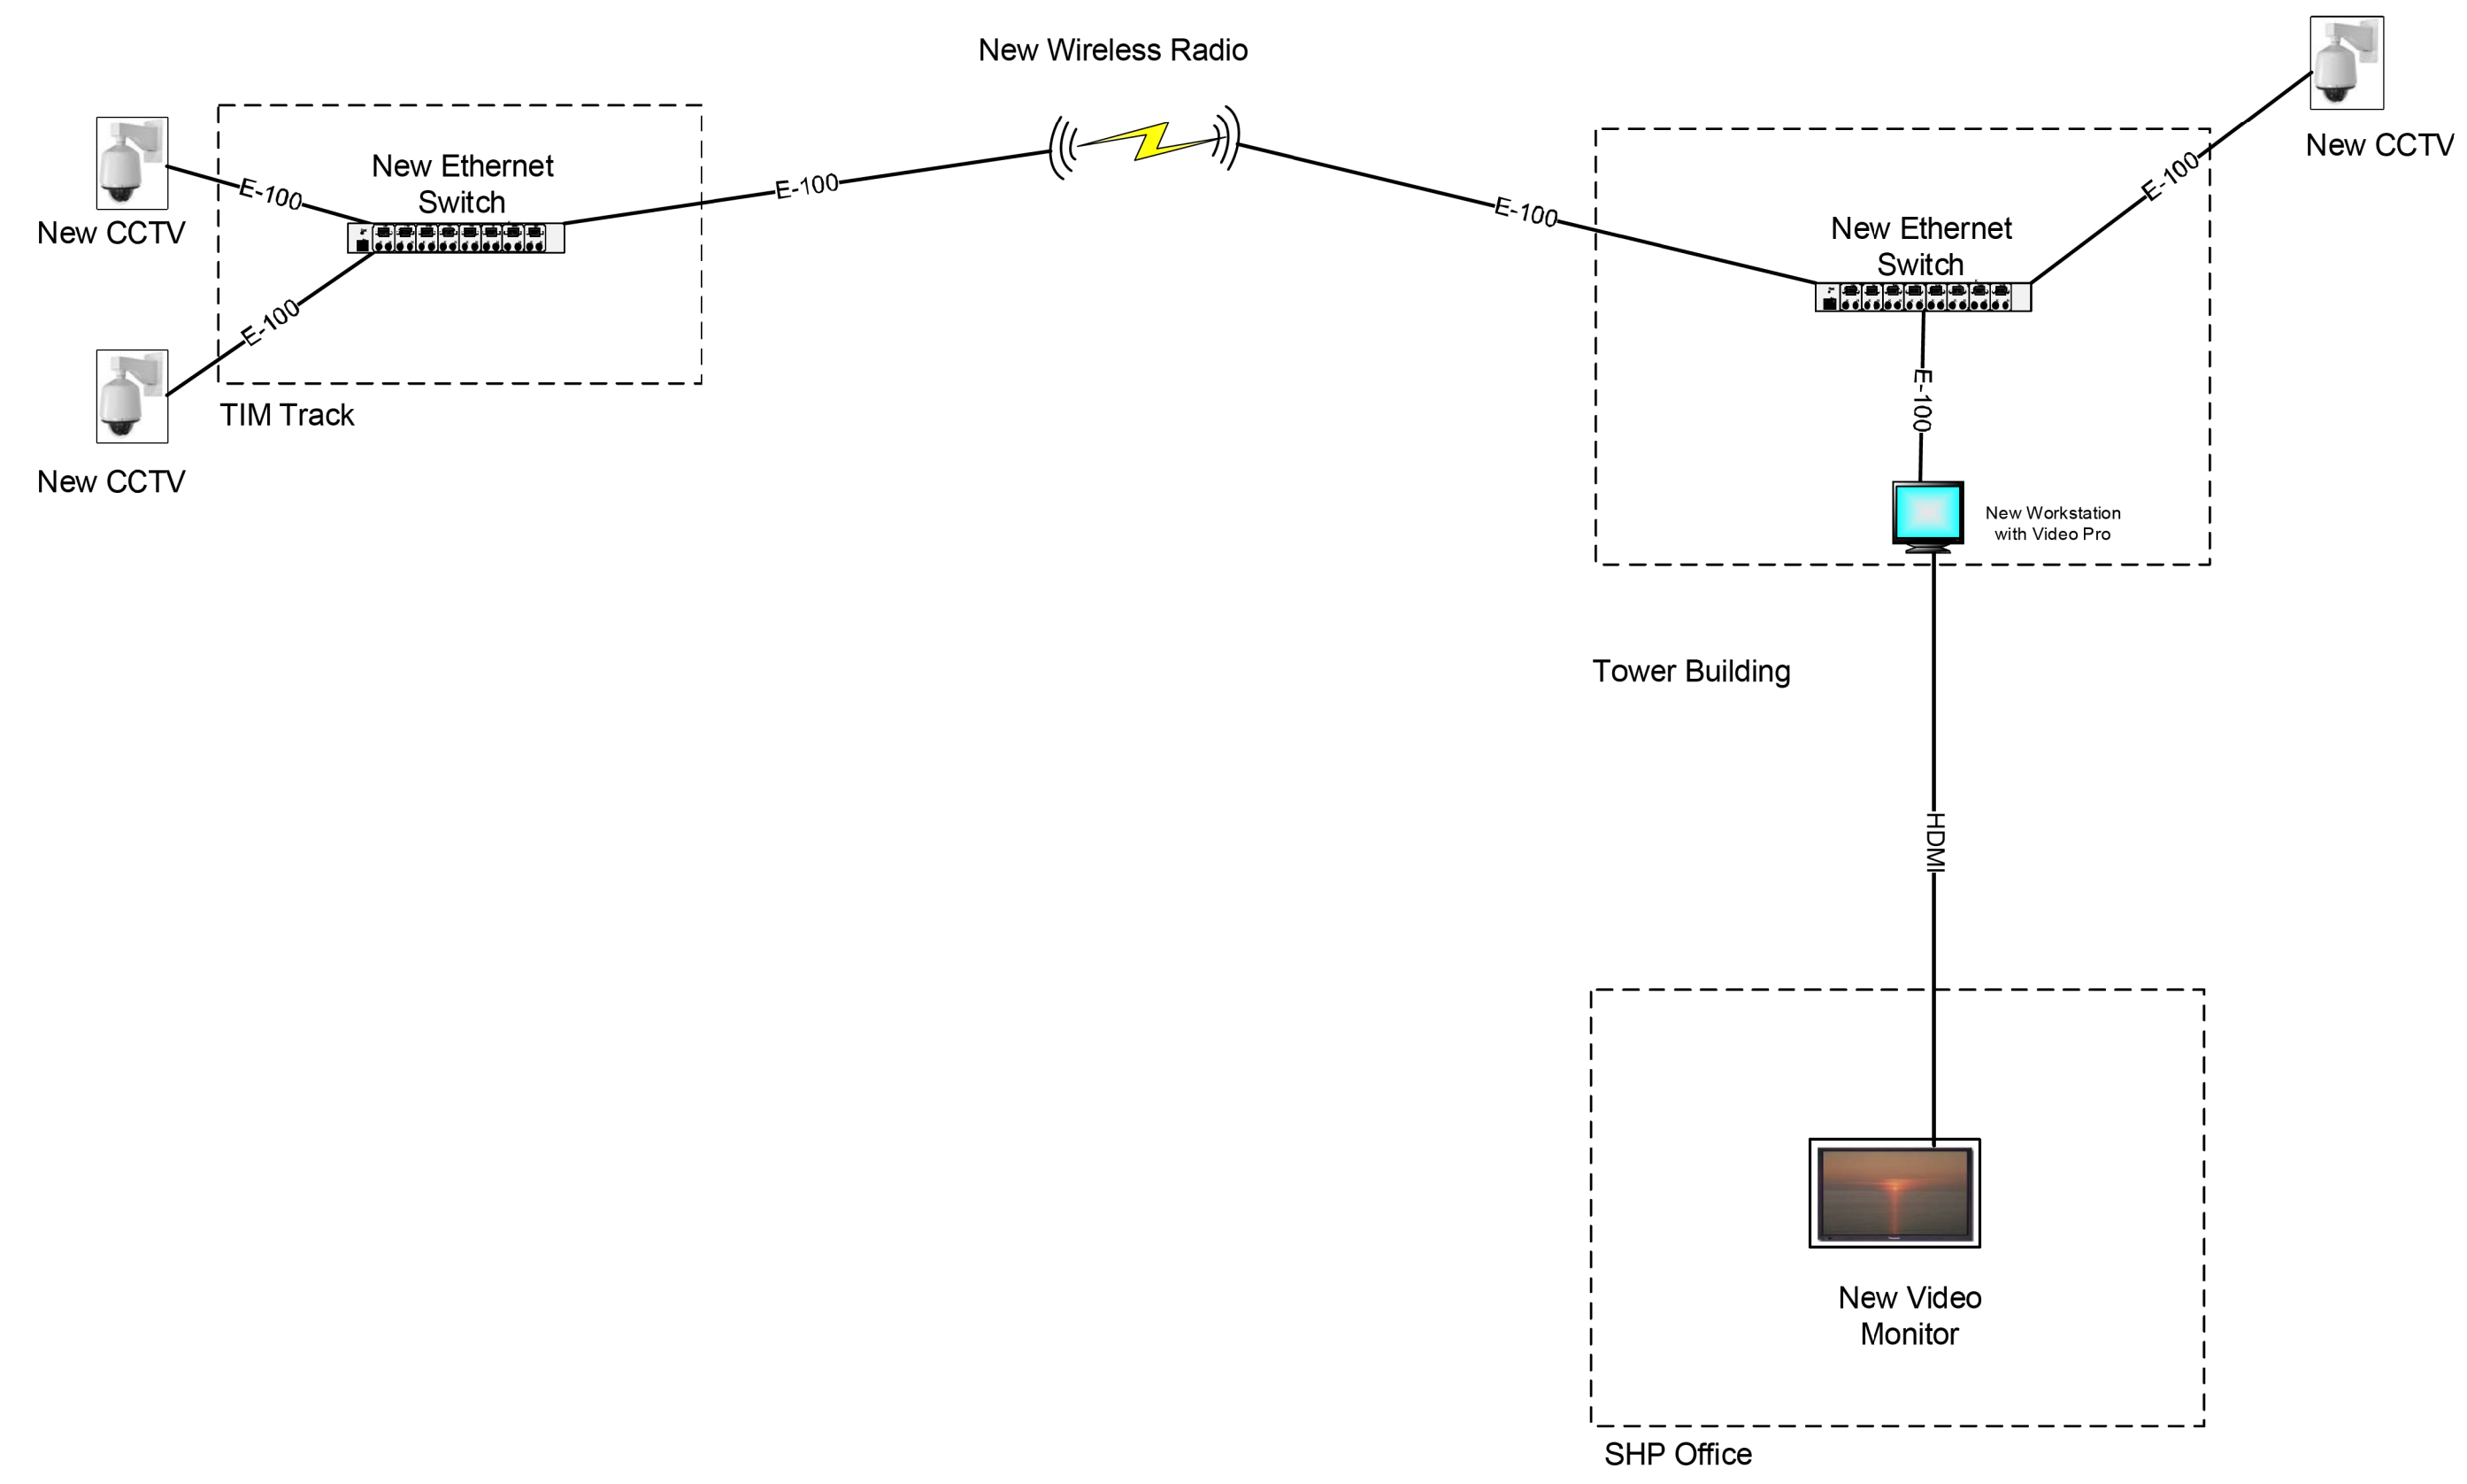 New Wireless Radio
New CCTV
New Ethernet
Switch
E-100
E-100
E-100
E-100
New CCTV
New Ethernet
Switch
E-100
E-100
TIM Track
New CCTV
New Workstation
with Video Pro
Tower Building
HDMI
New Video
Monitor
SHP Office